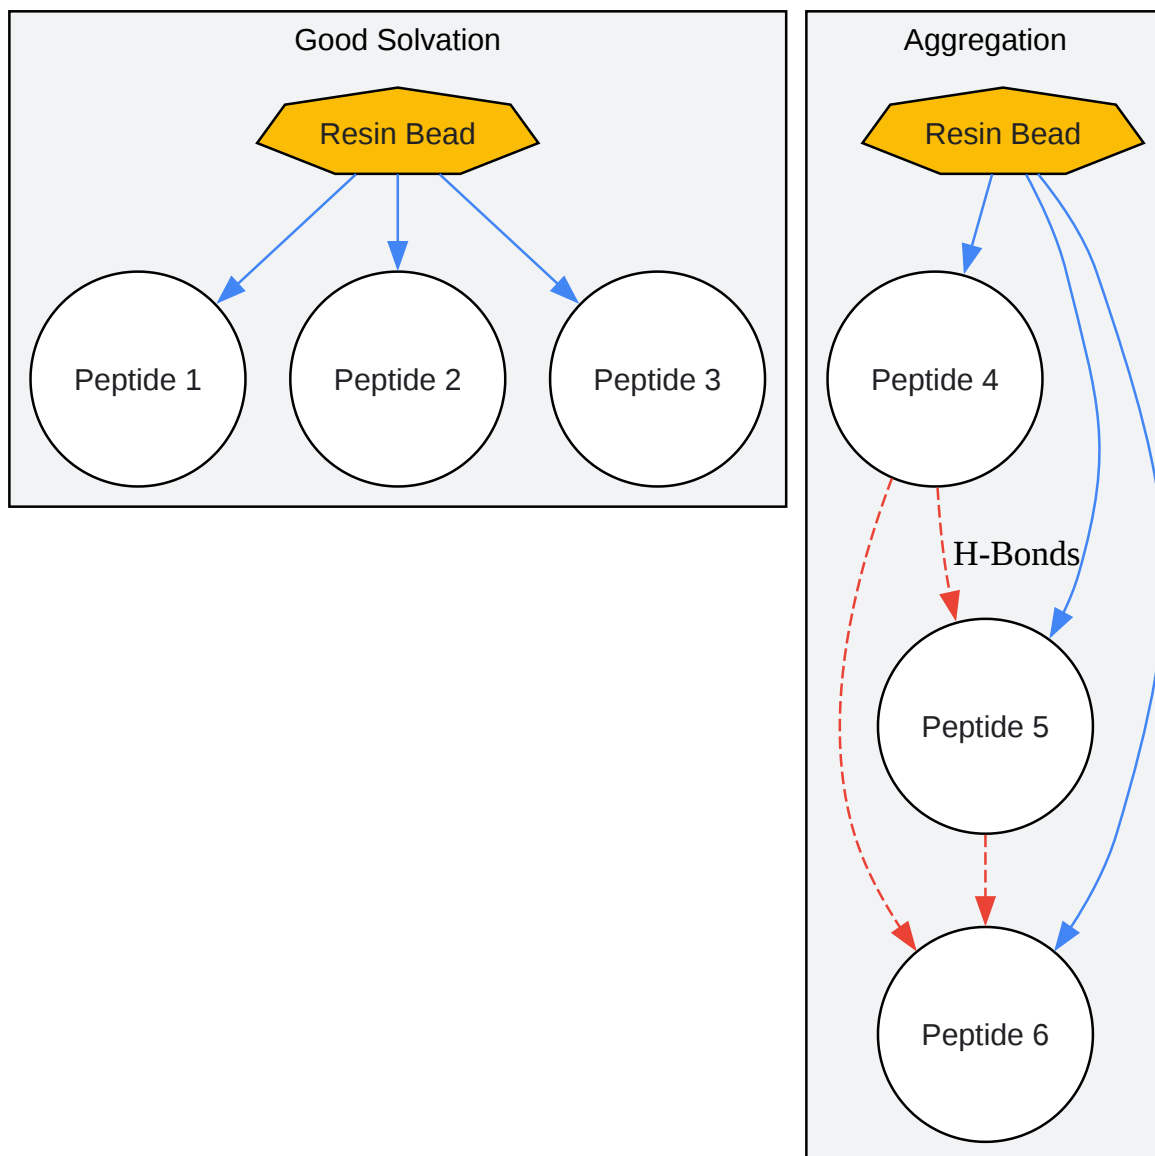 Good Solvation
Resin Bead
Peptide 1
Peptide 2
Peptide 3
Aggregation
Resin Bead
Peptide 4
H-Bonds
Peptide 5
Peptide 6